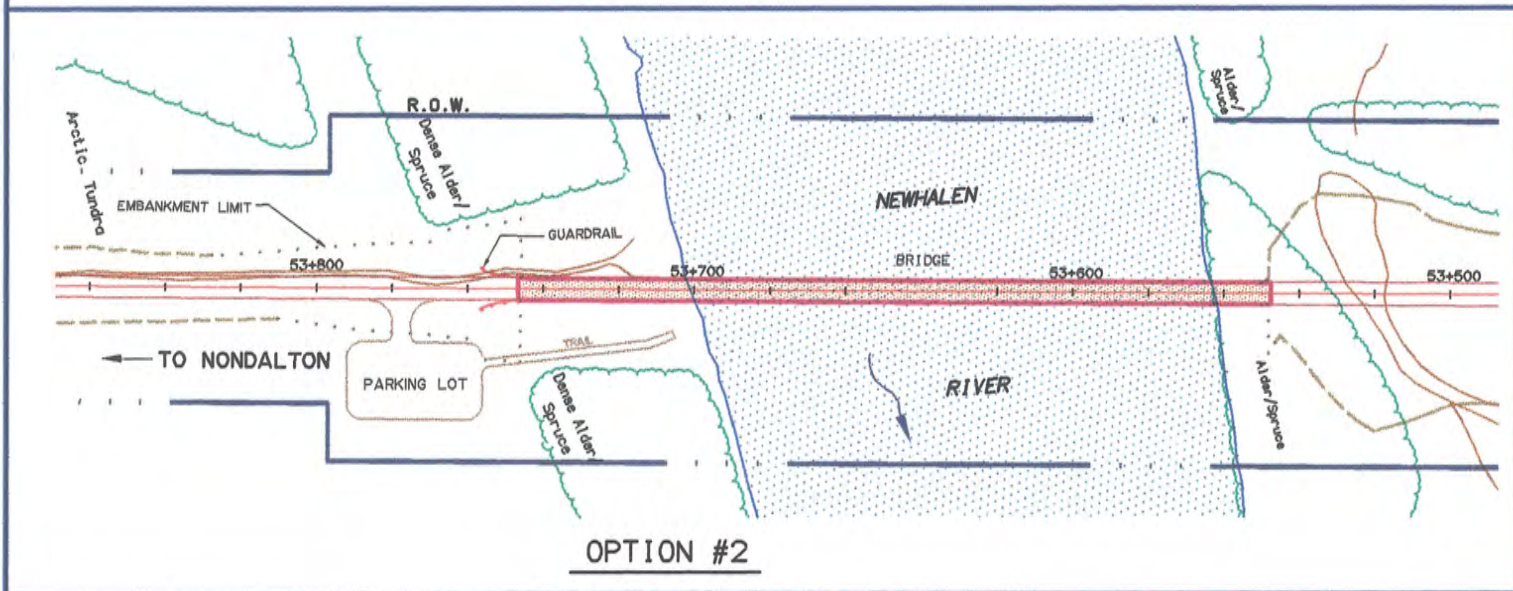 R.O.W.
Arctic- Tundra
Dense Alder/
Spruce
Alder/
Spruce
EMBANKMENT LIMIT
NEWHALEN
GUARDRAIL
53+800
53+700
BRIDGE
53+600
53+500
TO NONDALTON
TRAIL
PARKING LOT
RIVER
Dense Alder/
Spruce
Alder/Spruce
OPTION #2